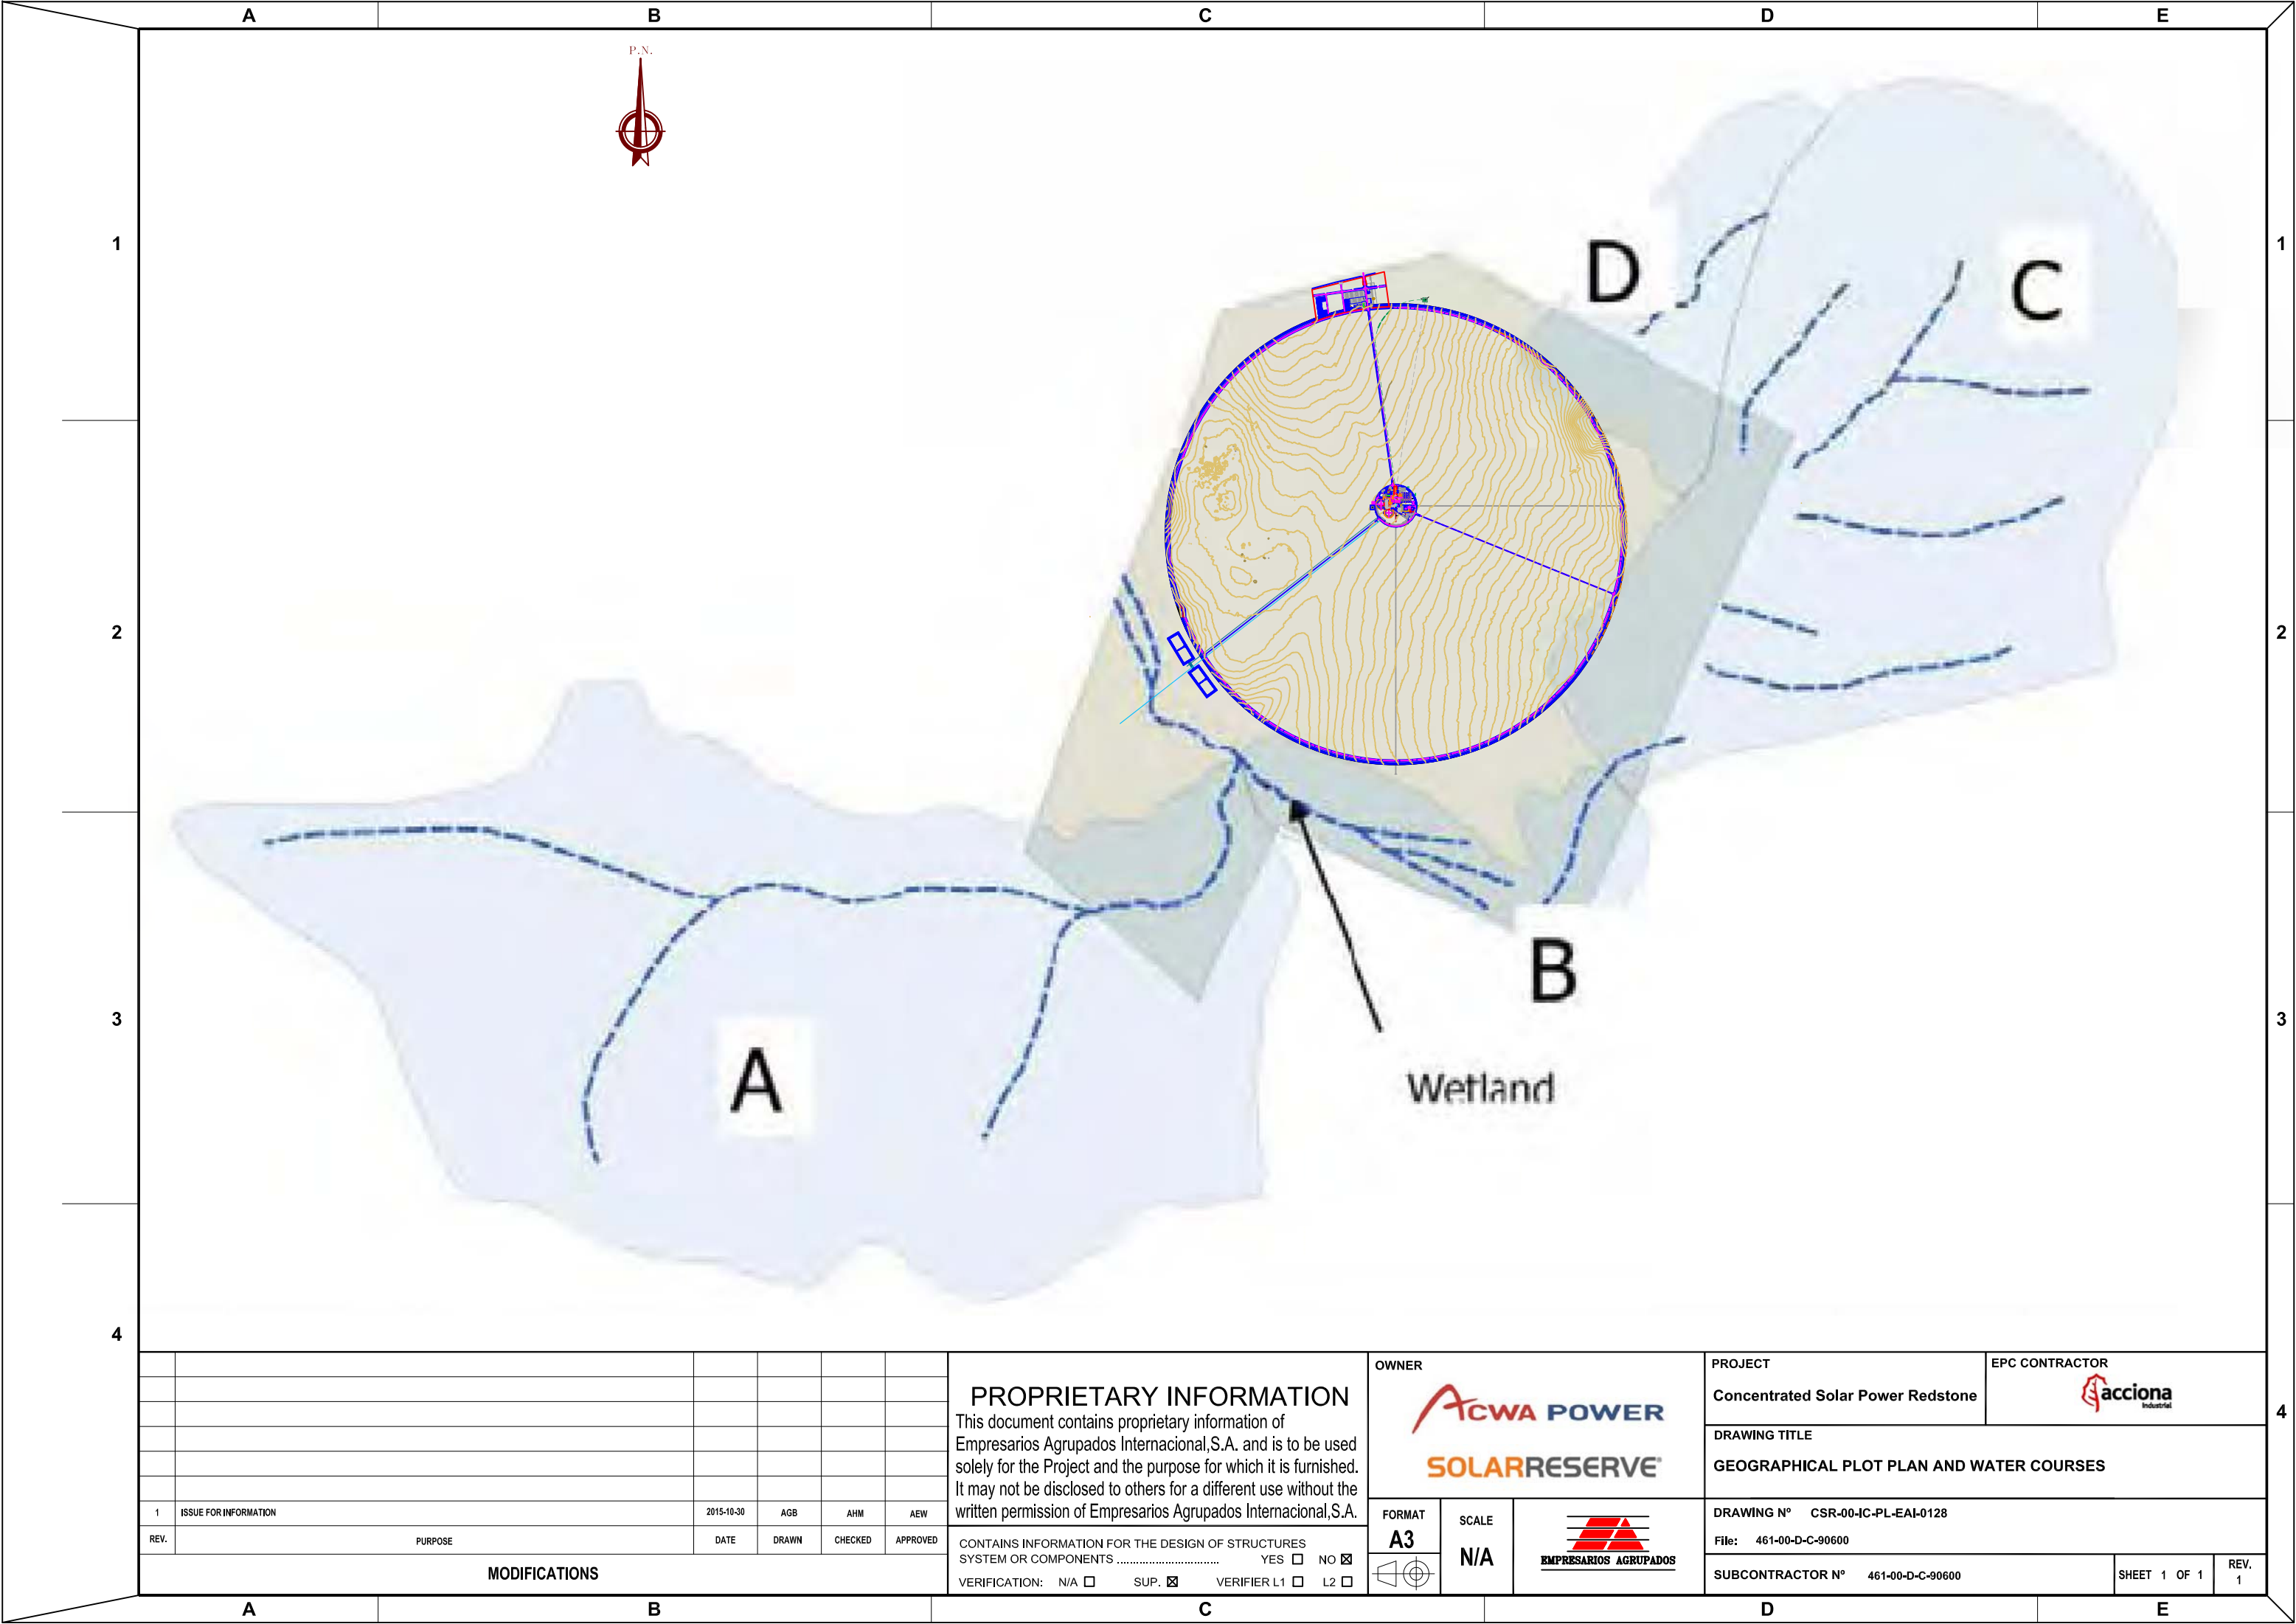 A B C D E
P.N.
1 1
D
C
2 2
B
3 3
A
Wetland
4
4
PROPRIETARY INFORMATION
This document contains proprietary information of
Empresarios Agrupados Internacional,S.A. and is to be used
solely for the Project and the purpose for which it is furnished.
It may not be disclosed to others for a different use without the
written permission of Empresarios Agrupados Internacional,S.A.
CONTAINS INFORMATION FOR THE DESIGN OF STRUCTURES
SYSTEM OR COMPONENTS .............................. YES ☐ NO ☒
VERIFICATION: N/A ☐ SUP. ☒ VERIFIER L1 ☐ L2 ☐
1 ISSUE FOR INFORMATION 2015-10-30 AGB AHM AEW
REV. PURPOSE DATE DRAWN CHECKED APPROVED
MODIFICATIONS
OWNER
ACWA POWER
SOLARRESERVE®
FORMAT
A3
SCALE
N/A
EMPRESARIOS AGRUPADOS
PROJECT
Concentrated Solar Power Redstone
EPC CONTRACTOR
acciona
Industrial
DRAWING TITLE
GEOGRAPHICAL PLOT PLAN AND WATER COURSES
DRAWING Nº CSR-00-IC-PL-EAI-0128
File: 461-00-D-C-90600
SUBCONTRACTOR Nº 461-00-D-C-90600
SHEET 1 OF 1
REV.
1
A B C D E